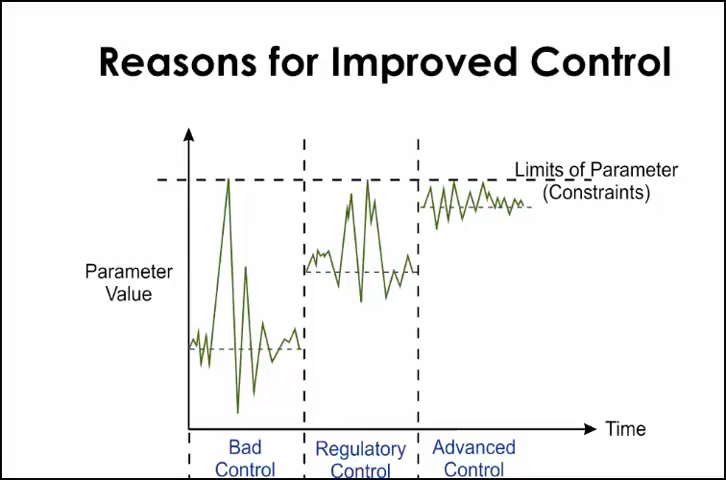 Reasons for Improved Control
Limits of Parameter
(Constraints)
Parameter
Value
Time
Bad
Control
Regulatory
Control
Advanced
Control